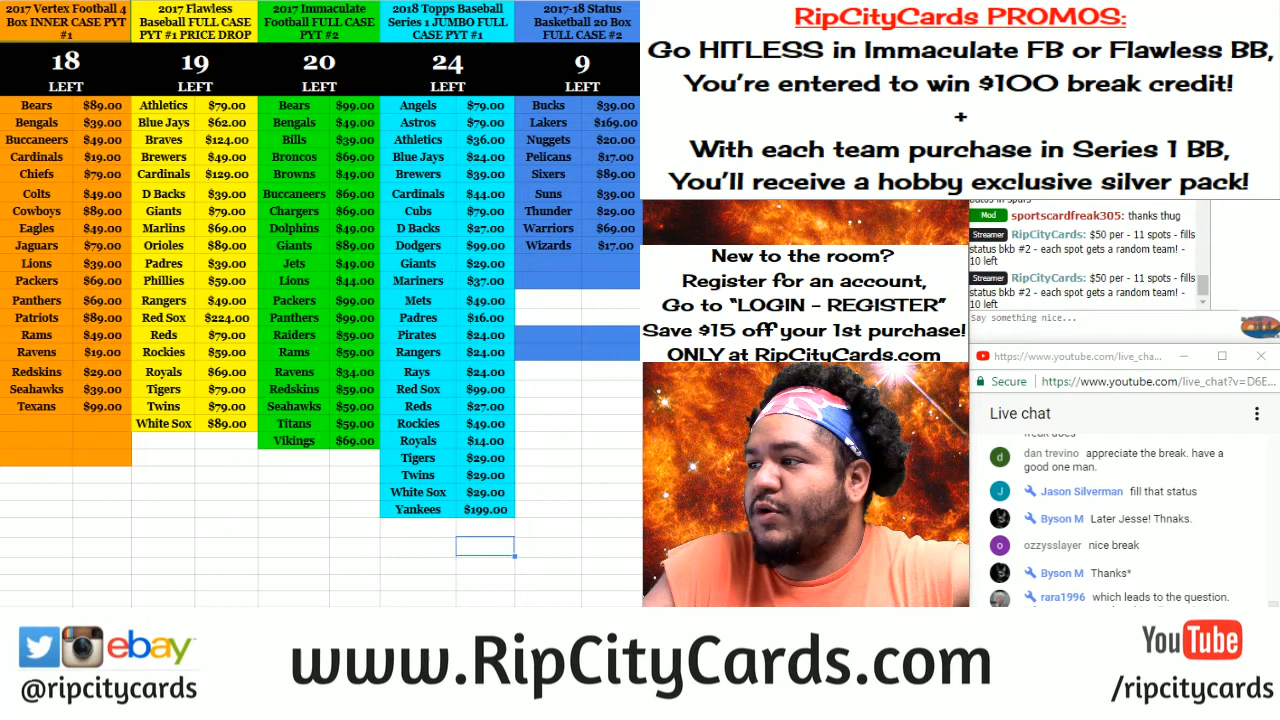 2017 Vertex Football 4
Box INNER CASE PYT
#1
18
LEFT
Bears $89.00
Bengals $39.00
Buccaneers $49.00
Cardinals $19.00
Chiefs $79.00
Colts $49.00
Cowboys $89.00
Eagles $49.00
Jaguars $79.00
Lions $39.00
Packers $69.00
Panthers $69.00
Patriots $89.00
Rams $49.00
Ravens $19.00
Redskins $29.00
Seahawks $39.00
Texans $99.00
2017 Flawless
Baseball FULL CASE
PYT #1 PRICE DROP
19
LEFT
Athletics $79.00
Blue Jays $62.00
Braves $124.00
Brewers $49.00
Cardinals $129.00
D Backs $39.00
Giants $79.00
Marlins $69.00
Orioles $89.00
Padres $39.00
Phillies $59.00
Rangers $49.00
Red Sox $224.00
Reds $79.00
Rockies $59.00
Royals $69.00
Tigers $79.00
Twins $79.00
White Sox $89.00
2017 Immaculate
Football FULL CASE
PYT #2
20
LEFT
Bears $99.00
Bengals $49.00
Bills $39.00
Broncos $69.00
Browns $49.00
Buccaneers $69.00
Chargers $69.00
Dolphins $49.00
Giants $89.00
Jets $49.00
Lions $44.00
Packers $99.00
Panthers $99.00
Raiders $59.00
Rams $59.00
Ravens $34.00
Redskins $59.00
Seahawks $59.00
Titans $59.00
Vikings $69.00
2018 Topps Baseball
Series 1 JUMBO FULL
CASE PYT #1
24
LEFT
Angels $79.00
Astros $79.00
Athletics $36.00
Blue Jays $24.00
Brewers $39.00
Cardinals $44.00
Cubs $79.00
D Backs $27.00
Dodgers $99.00
Giants $29.00
Mariners $37.00
Mets $49.00
Padres $16.00
Pirates $24.00
Rangers $24.00
Rays $24.00
Red Sox $99.00
Reds $27.00
Rockies $49.00
Royals $14.00
Tigers $29.00
Twins $29.00
White Sox $29.00
Yankees $199.00
2017-18 Status
Basketball 20 Box
FULL CASE #2
9
LEFT
Bucks $39.00
Lakers $169.00
Nuggets $20.00
Pelicans $17.00
Sixers $89.00
Suns $39.00
Thunder $29.00
Warriors $69.00
Wizards $17.00
RipCityCards PROMOS:
Go HITLESS in Immaculate FB or Flawless BB,
You're entered to win $100 break credit!
+
With each team purchase in Series 1 BB,
You'll receive a hobby exclusive silver pack!
New to the room?
Register for an account,
Go to "LOGIN - REGISTER"
Save $15 off your 1st purchase!
ONLY at RipCityCards.com
Mod sportscardfreak305: thanks thug
Streamer RipCityCards: $50 per - 11 spots - fills
status bkb #2 - each spot gets a random team! -
10 left
Streamer RipCityCards: $50 per - 11 spots - fills
status bkb #2 - each spot gets a random team! -
10 left
Say something nice...
https://www.youtube.com/live_cha...
Secure https://www.youtube.com/live_chat?v=D6E...
Live chat
freak does
d dan trevino appreciate the break. have a
good one man.
J Jason Silverman fill that status
Byson M Later Jesse! Thnaks.
o ozzysslayer nice break
Byson M Thanks*
rara1996 which leads to the question.
ebay
@ripcitycards
www.RipCityCards.com
YouTube
/ripcitycards